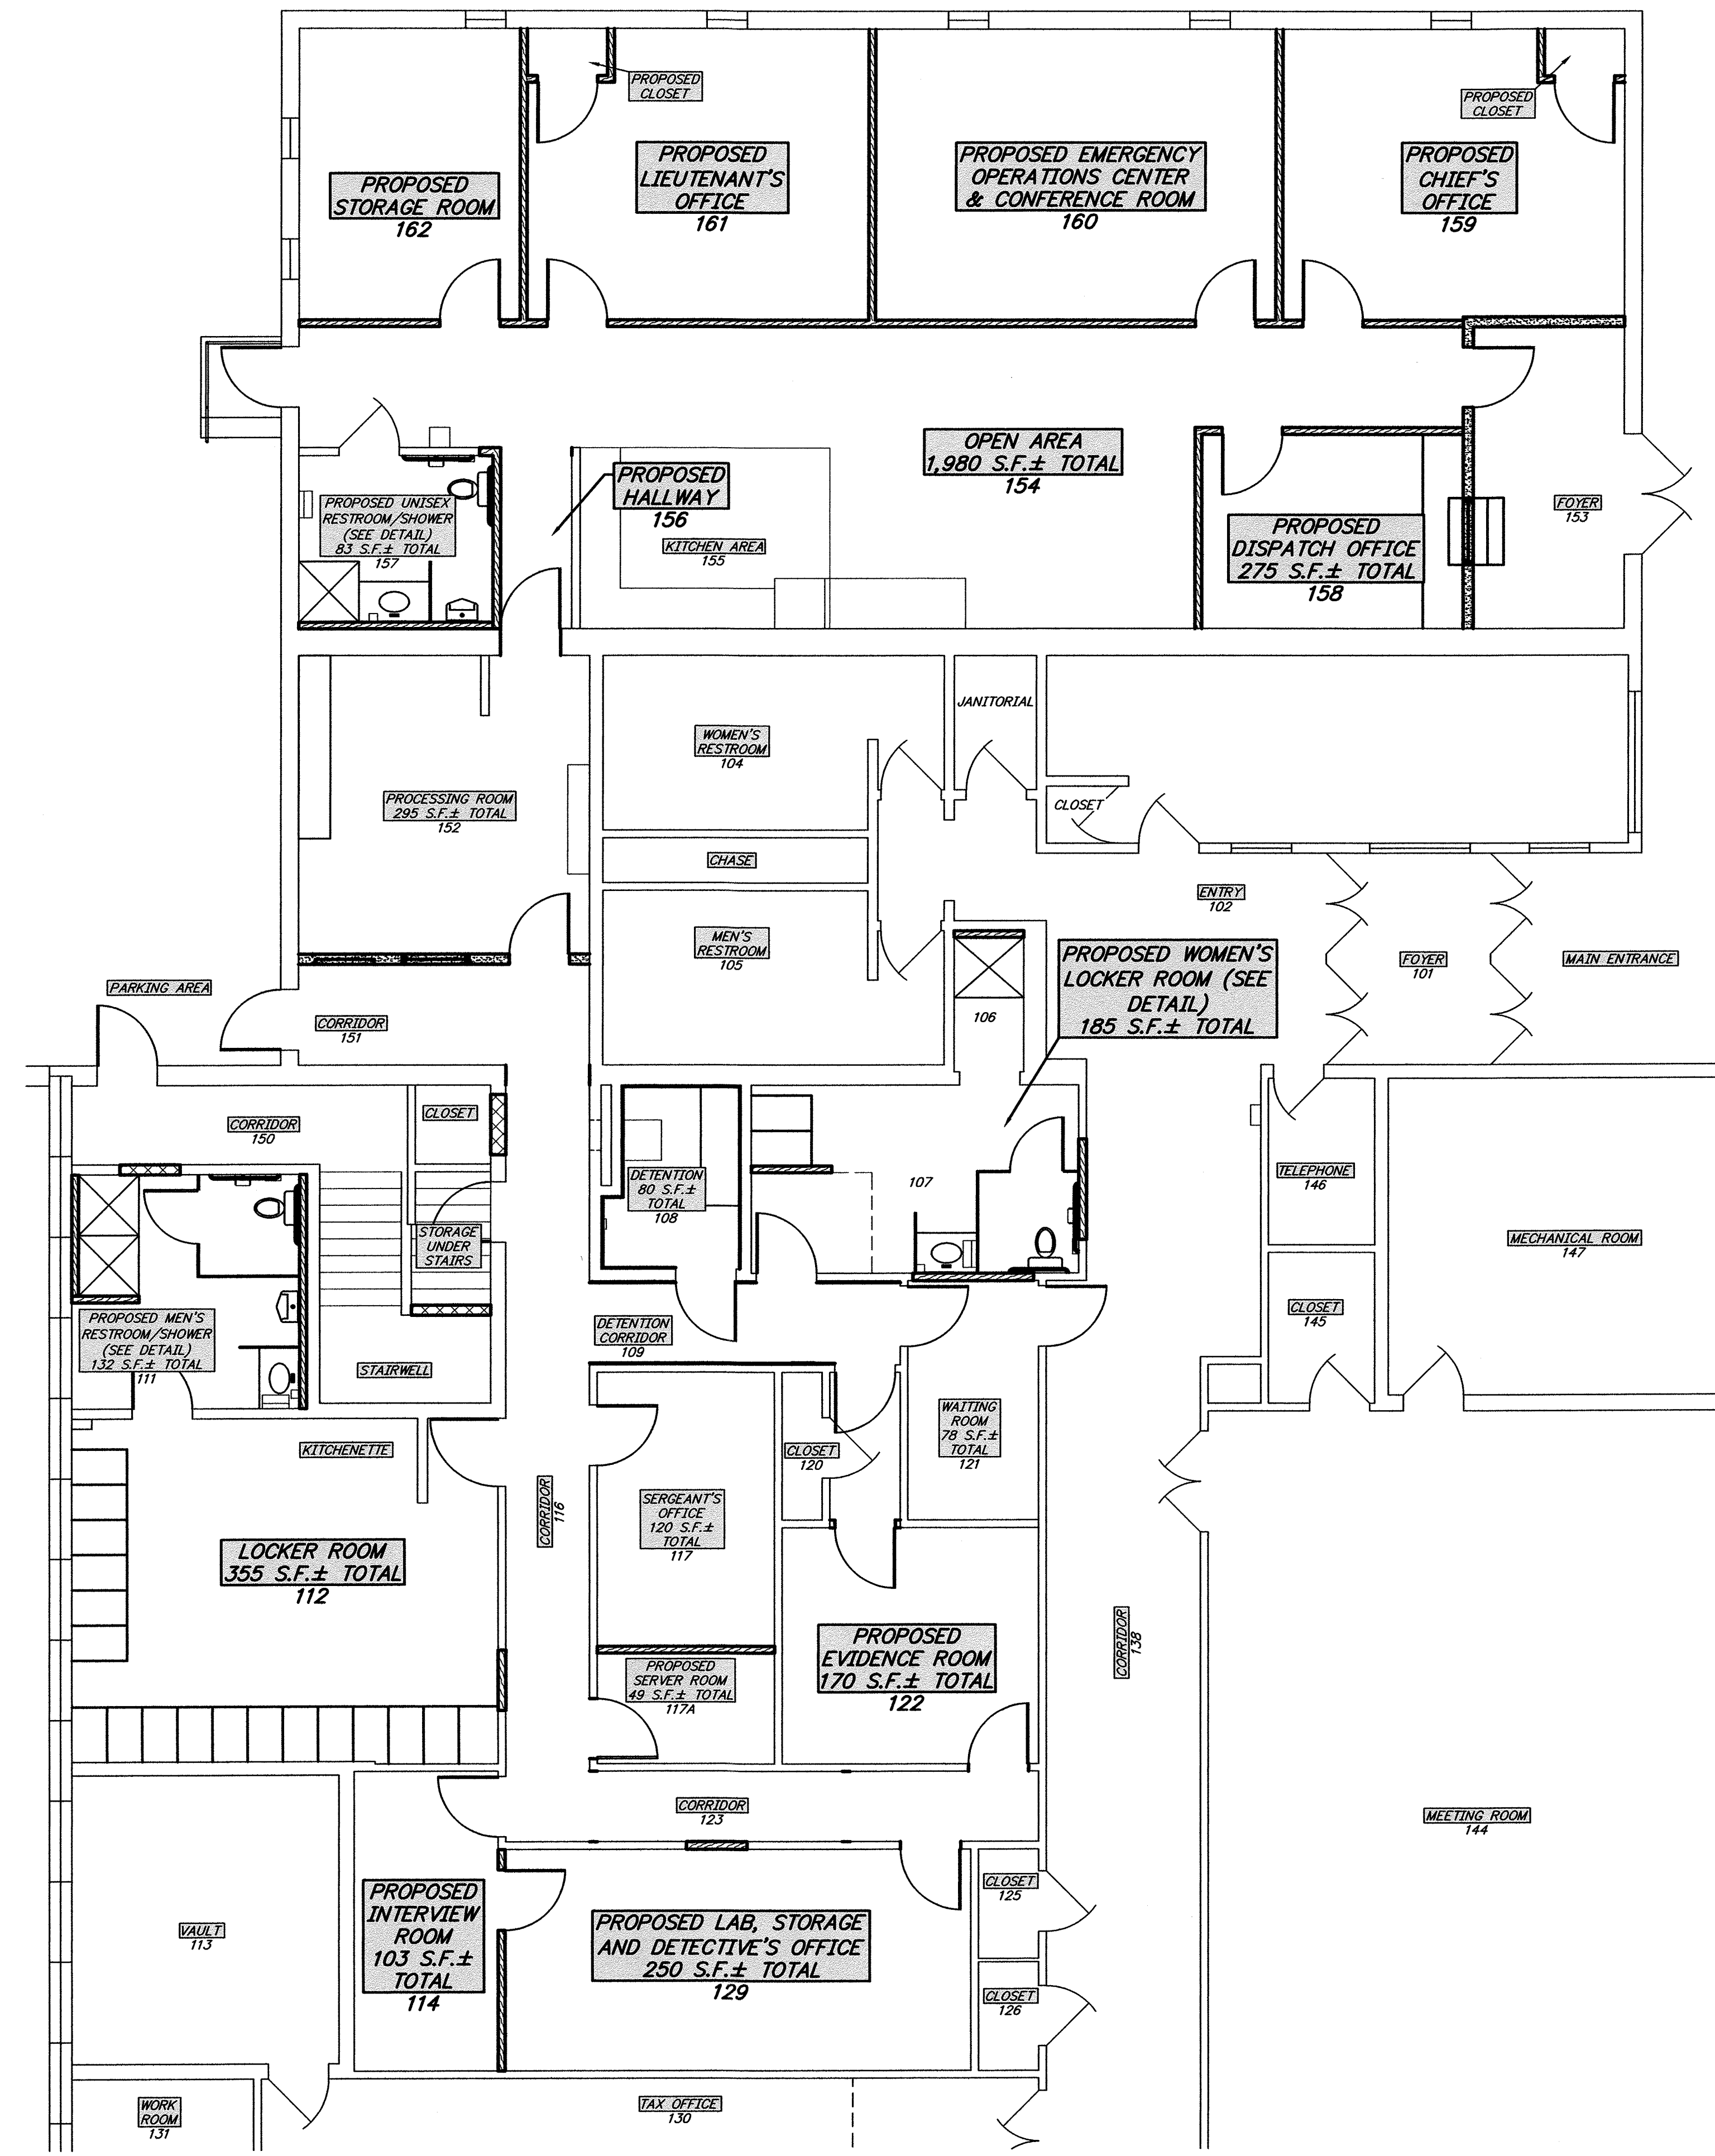 PROPOSED
CLOSET
PROPOSED
CLOSET
PROPOSED
STORAGE ROOM
162
PROPOSED
LIEUTENANT'S
OFFICE
161
PROPOSED EMERGENCY
OPERATIONS CENTER
& CONFERENCE ROOM
160
PROPOSED
CHIEF'S
OFFICE
159
OPEN AREA
1,980 S.F.± TOTAL
154
PROPOSED
HALLWAY
156
PROPOSED UNISEX
RESTROOM/SHOWER
(SEE DETAIL)
83 S.F.± TOTAL
157
KITCHEN AREA
155
PROPOSED
DISPATCH OFFICE
275 S.F.± TOTAL
158
FOYER
153
JANITORIAL
WOMEN'S
RESTROOM
104
PROCESSING ROOM
295 S.F.± TOTAL
152
CLOSET
CHASE
ENTRY
102
MEN'S
RESTROOM
105
PROPOSED WOMEN'S
LOCKER ROOM (SEE
DETAIL)
185 S.F.± TOTAL
FOYER
101
MAIN ENTRANCE
PARKING AREA
CORRIDOR
151
106
CLOSET
CORRIDOR
150
DETENTION
80 S.F.±
TOTAL
108
107
TELEPHONE
146
STORAGE
UNDER
STAIRS
MECHANICAL ROOM
147
PROPOSED MEN'S
RESTROOM/SHOWER
(SEE DETAIL)
132 S.F.± TOTAL
111
DETENTION
CORRIDOR
109
CLOSET
145
STAIRWELL
WAITING
ROOM
78 S.F.±
TOTAL
121
KITCHENETTE
CLOSET
120
CORRIDOR
116
SERGEANT'S
OFFICE
120 S.F.±
TOTAL
117
LOCKER ROOM
355 S.F.± TOTAL
112
PROPOSED
EVIDENCE ROOM
170 S.F.± TOTAL
122
CORRIDOR
138
PROPOSED
SERVER ROOM
49 S.F.± TOTAL
117A
CORRIDOR
123
MEETING ROOM
144
PROPOSED
INTERVIEW
ROOM
103 S.F.±
TOTAL
114
CLOSET
125
VAULT
113
PROPOSED LAB, STORAGE
AND DETECTIVE'S OFFICE
250 S.F.± TOTAL
129
CLOSET
126
WORK
ROOM
131
TAX OFFICE
130